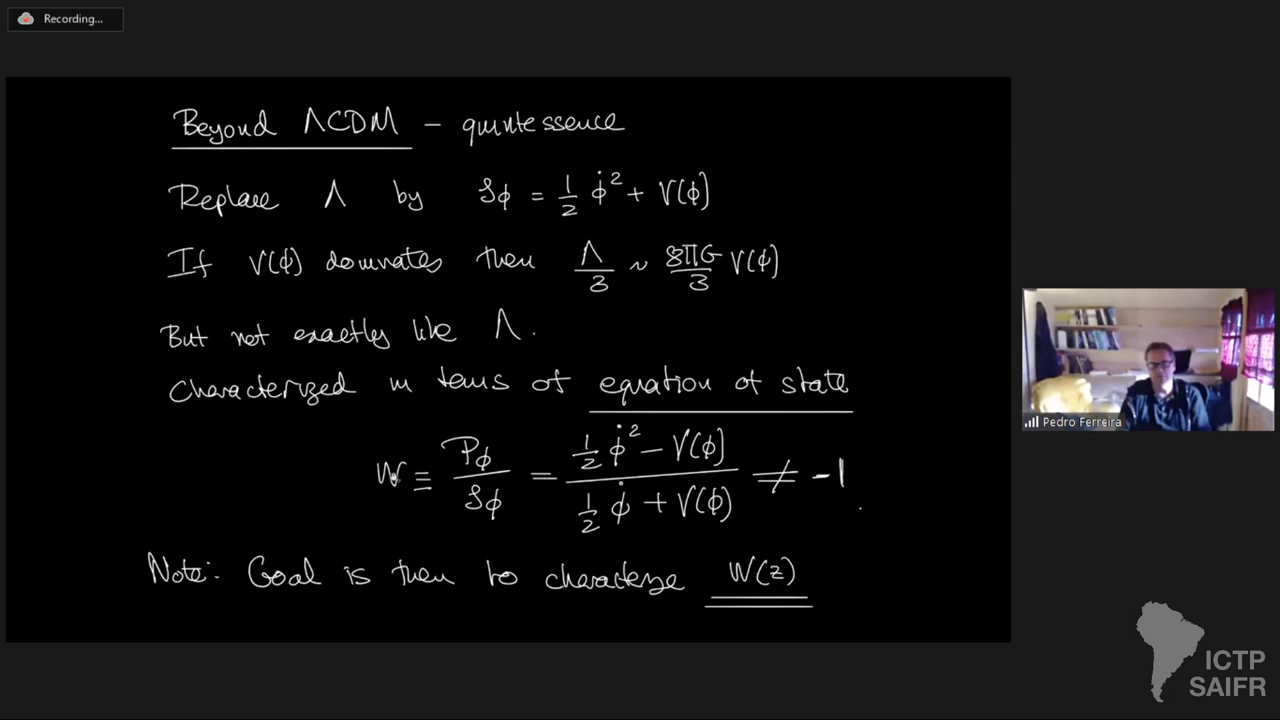 Recording...
Beyond ΛCDM – quintessence
Replace Λ by ρϕ = 1/2 ϕ̇² + V(ϕ)
If V(ϕ) dominates then Λ/3 ~ 8πG/3 V(ϕ)
But not exactly like Λ.
Characterized in terms of equation of state
W ≡ Pϕ/ρϕ = (1/2 ϕ̇² − V(ϕ))/(1/2 ϕ̇ + V(ϕ)) ≠ −1.
Note: Goal is then to characterize W(z)
Pedro Ferreira
ICTP
SAIFR